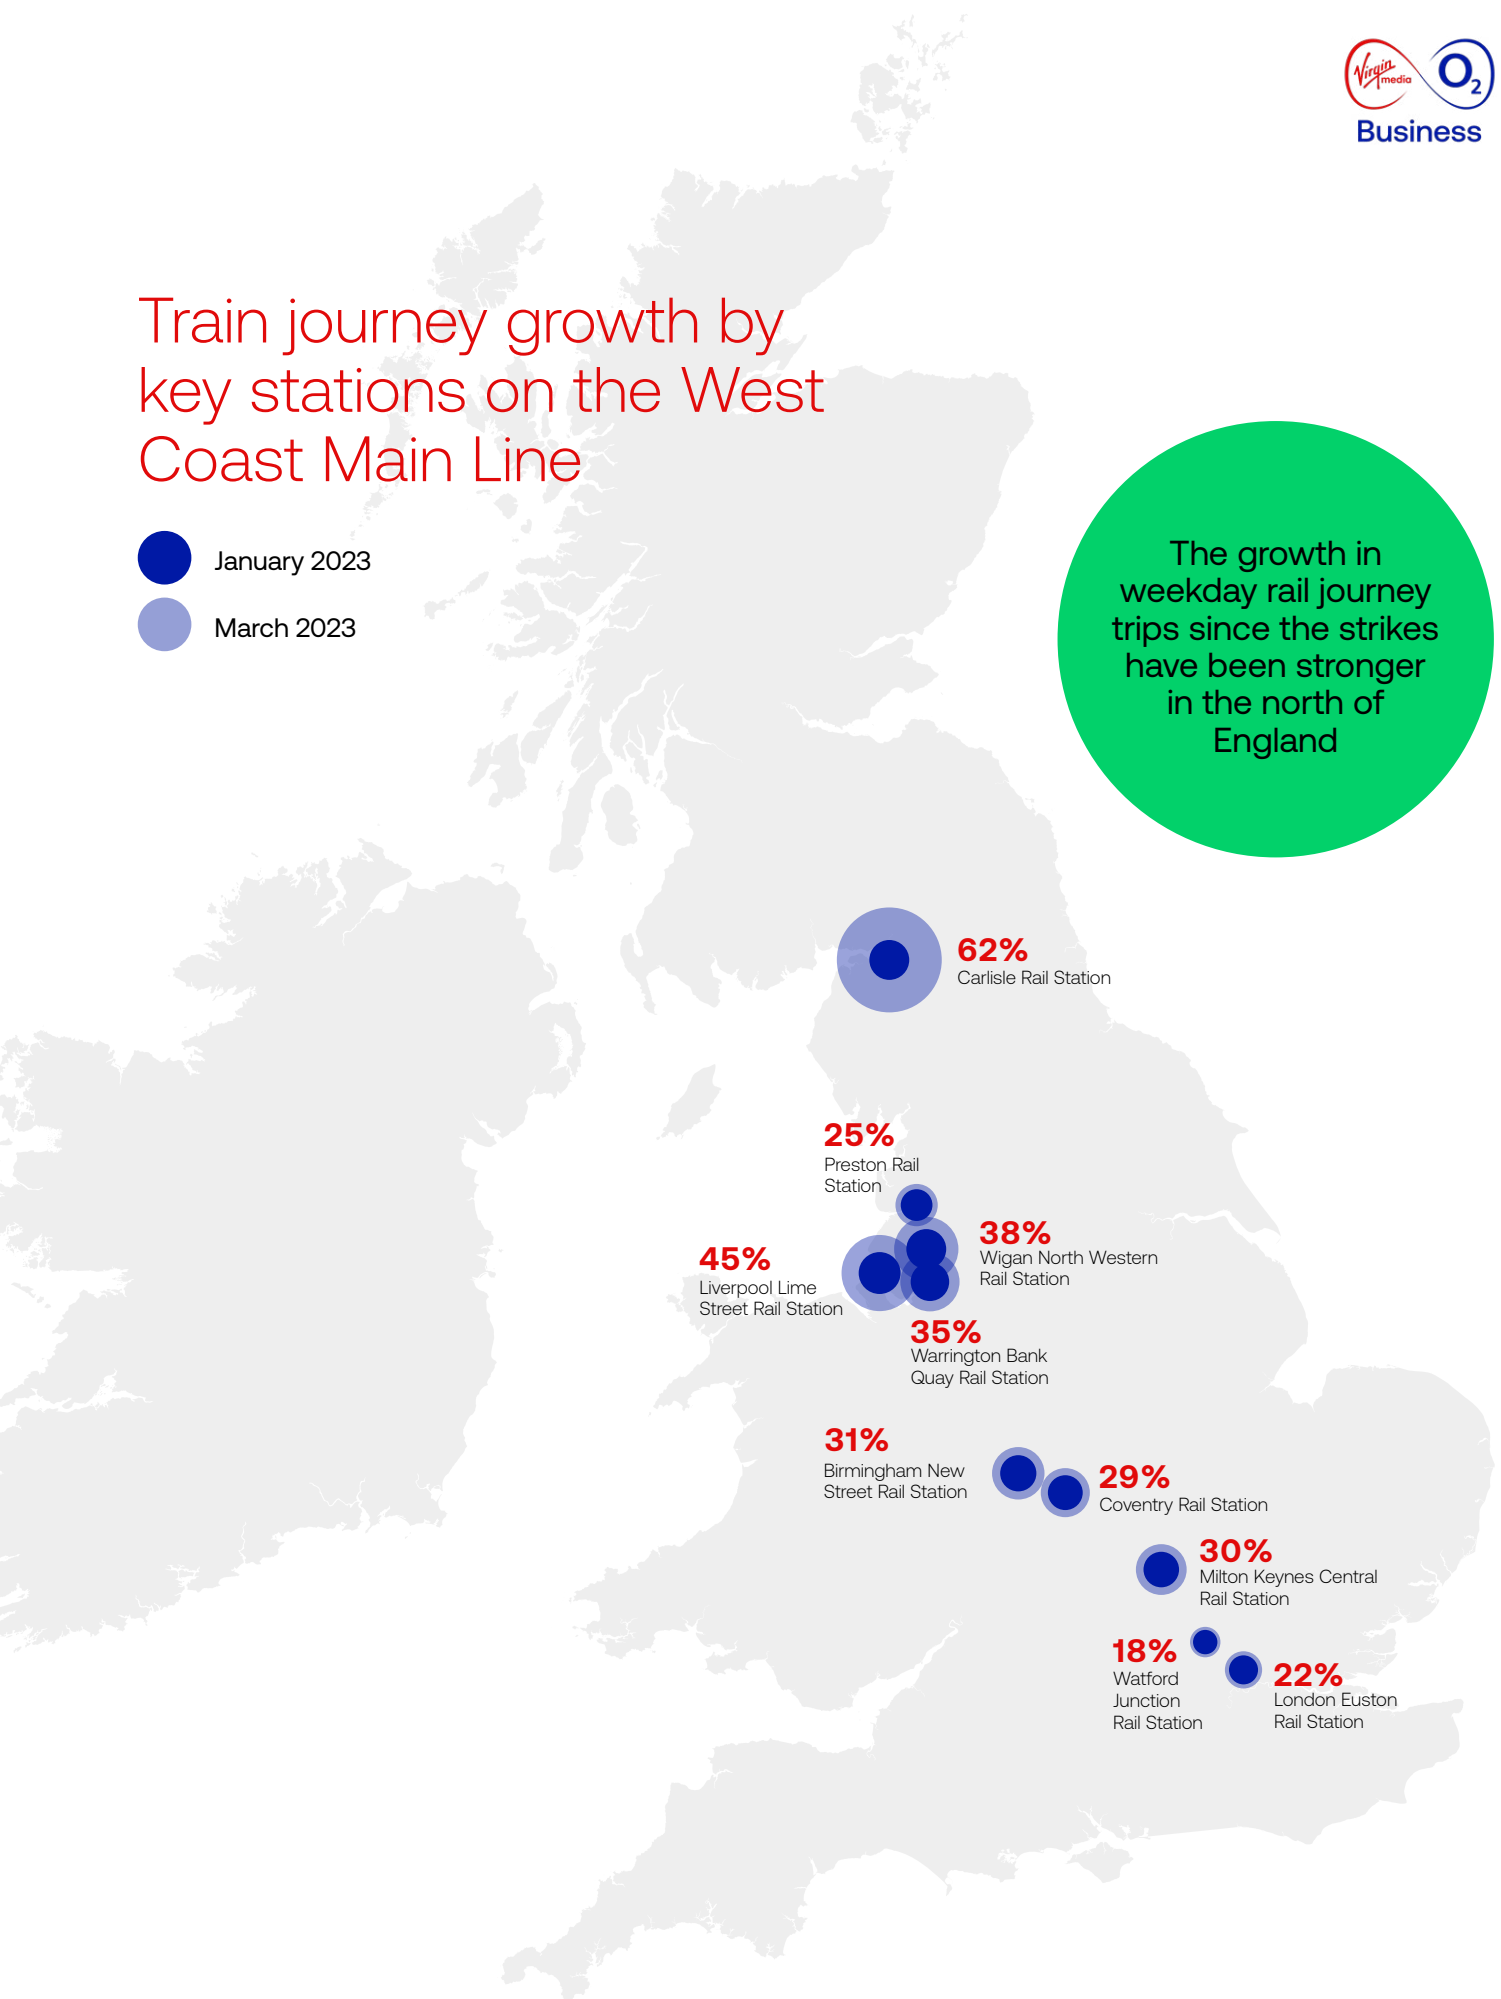 Virgin
media
O2
Business
Train journey growth by
key stations on the West
Coast Main Line
January 2023
March 2023
The growth in
weekday rail journey
trips since the strikes
have been stronger
in the north of
England
62%
Carlisle Rail Station
25%
Preston Rail
Station
38%
Wigan North Western
Rail Station
45%
Liverpool Lime
Street Rail Station
35%
Warrington Bank
Quay Rail Station
31%
Birmingham New
Street Rail Station
29%
Coventry Rail Station
30%
Milton Keynes Central
Rail Station
18%
Watford
Junction
Rail Station
22%
London Euston
Rail Station